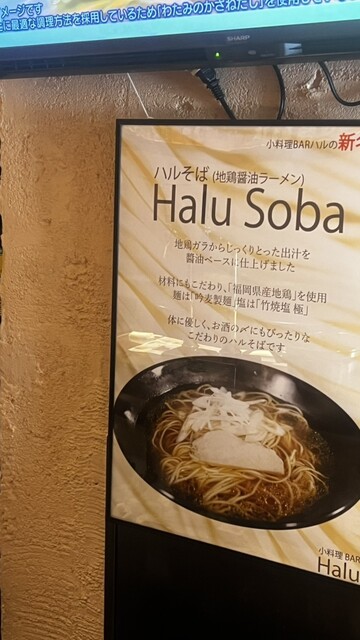 メージです
に最適な調理方法を採用しているため「わたみのかさねだし」を使用し
SHARP
小料理BARハルの新名
ハルそば (地鶏醤油ラーメン)
Halu Soba
地鶏ガラからじっくりとった出汁を
醤油ベースに仕上げました
材料にもこだわり、「福岡県産地鶏」を使用
麺は「吟麦製麺」塩は「竹焼塩 極」
体に優しく、お酒の〆にもぴったりな
こだわりのハルそばです
小料理 BAR
Halu